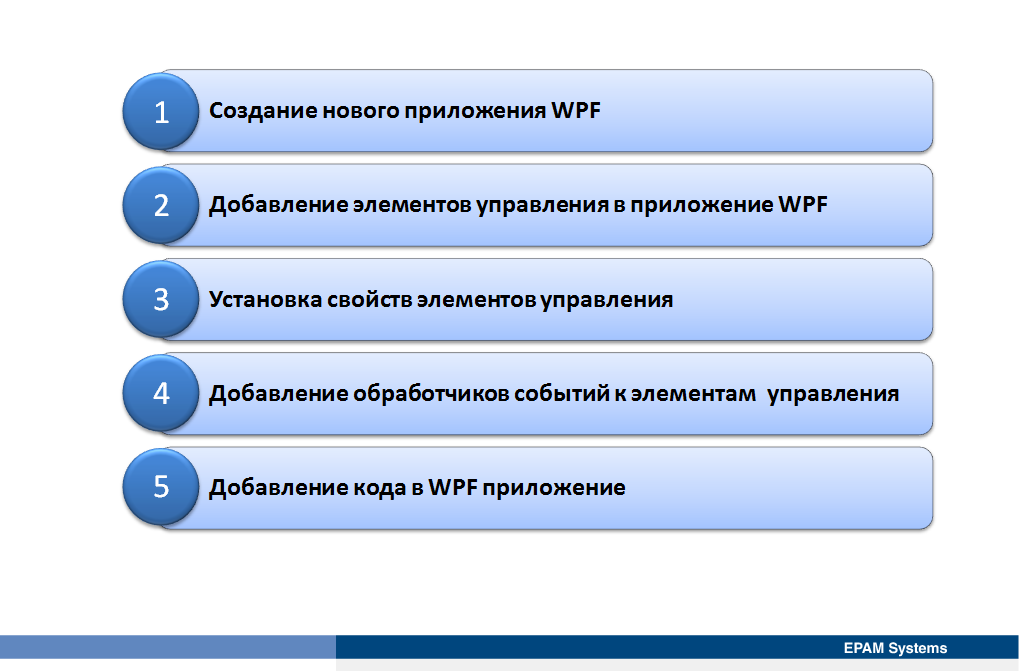 1 Создание нового приложения WPF
2 Добавление элементов управления в приложение WPF
3 Установка свойств элементов управления
4 Добавление обработчиков событий к элементам управления
5 Добавление кода в WPF приложение
EPAM Systems